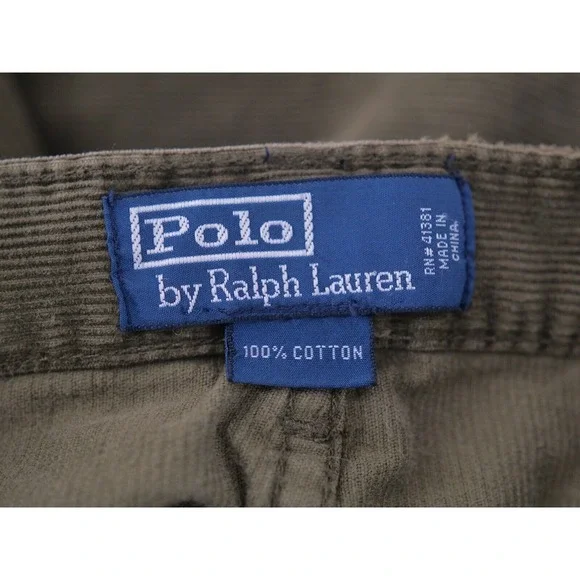 Polo
by Ralph Lauren
RN# 41381
MADE IN
CHINA.
100% COTTON